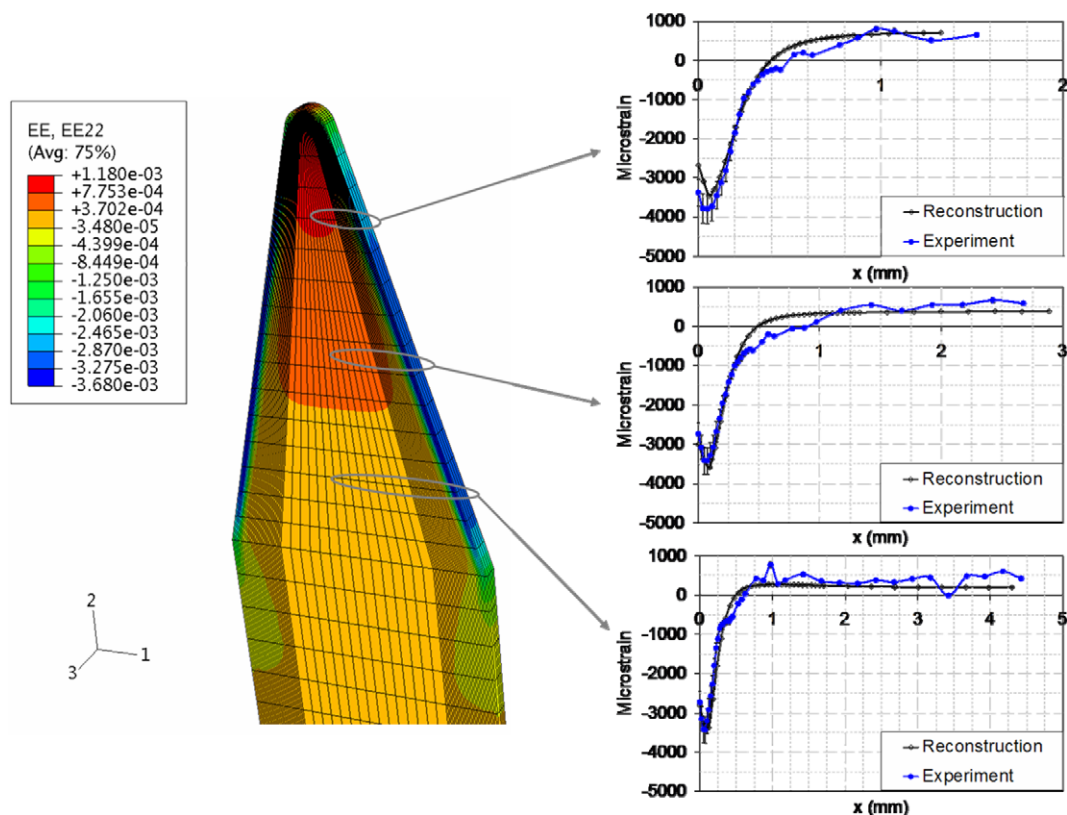 EE, EE22
(Avg: 75%)
+1.180e-03
+7.753e-04
+3.702e-04
-3.480e-05
-4.399e-04
-8.449e-04
-1.250e-03
-1.655e-03
-2.060e-03
-2.465e-03
-2.870e-03
-3.275e-03
-3.680e-03
2
1
3
1000
0
-1000
-2000
-3000
-4000
-5000
Microstrain
0
1
2
Reconstruction
Experiment
x (mm)
1000
0
-1000
-2000
-3000
-4000
-5000
Microstrain
0
1
2
3
Reconstruction
Experiment
x (mm)
1000
0
-1000
-2000
-3000
-4000
-5000
Microstrain
0
1
2
3
4
5
Reconstruction
Experiment
x (mm)